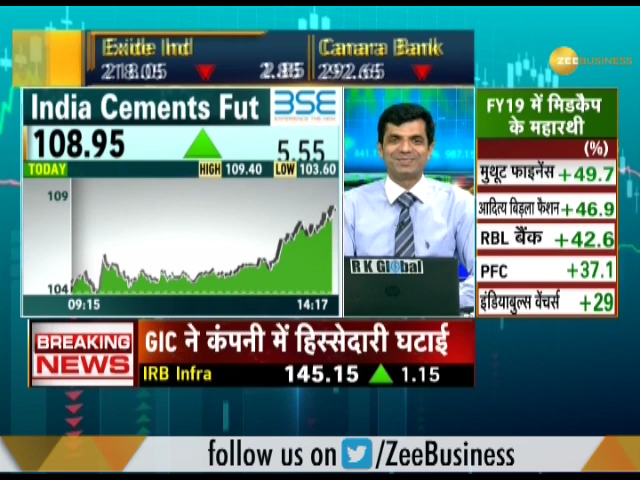 Exide Ind
Canara Bank
218.05
292.65
ZEE BUSINESS
India Cements Fut
BSE
EXPERIENCE THE NEW
108.95
5.55
TODAY
HIGH 109.40
LOW 103.60
109
104
09:15
14:17
R K Global
FY19 में मिडकैप
के महारथी
(%)
मुथूट फाइनेंस +49.7
आदित्य बिड़ला फैशन +46.9
RBL बैंक +42.6
PFC +37.1
इंडियाबुल्स वेंचर्स +29
BREAKING
NEWS
GIC ने कंपनी में हिस्सेदारी घटाई
IRB Infra 145.15 1.15
follow us on /ZeeBusiness